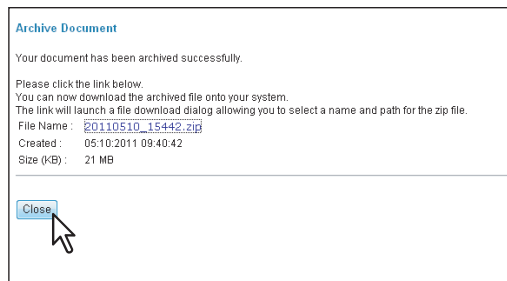 Archive Document
Your document has been archived successfully.
Please click the link below.
You can now download the archived file onto your system.
The link will launch a file download dialog allowing you to select a name and path for the zip file.
File Name : 20110510_15442.zip
Created : 05:10:2011 09:40:42
Size (KB) : 21 MB
Close